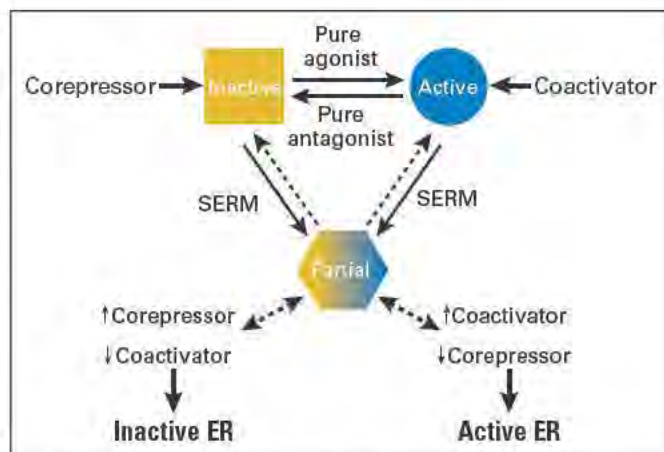 Pure
agonist
Corepressor
Inactive
Active
Coactivator
Pure
antagonist
SERM
SERM
Partial
↑Corepressor
↑Coactivator
↓Coactivator
↓Corepressor
Inactive ER
Active ER